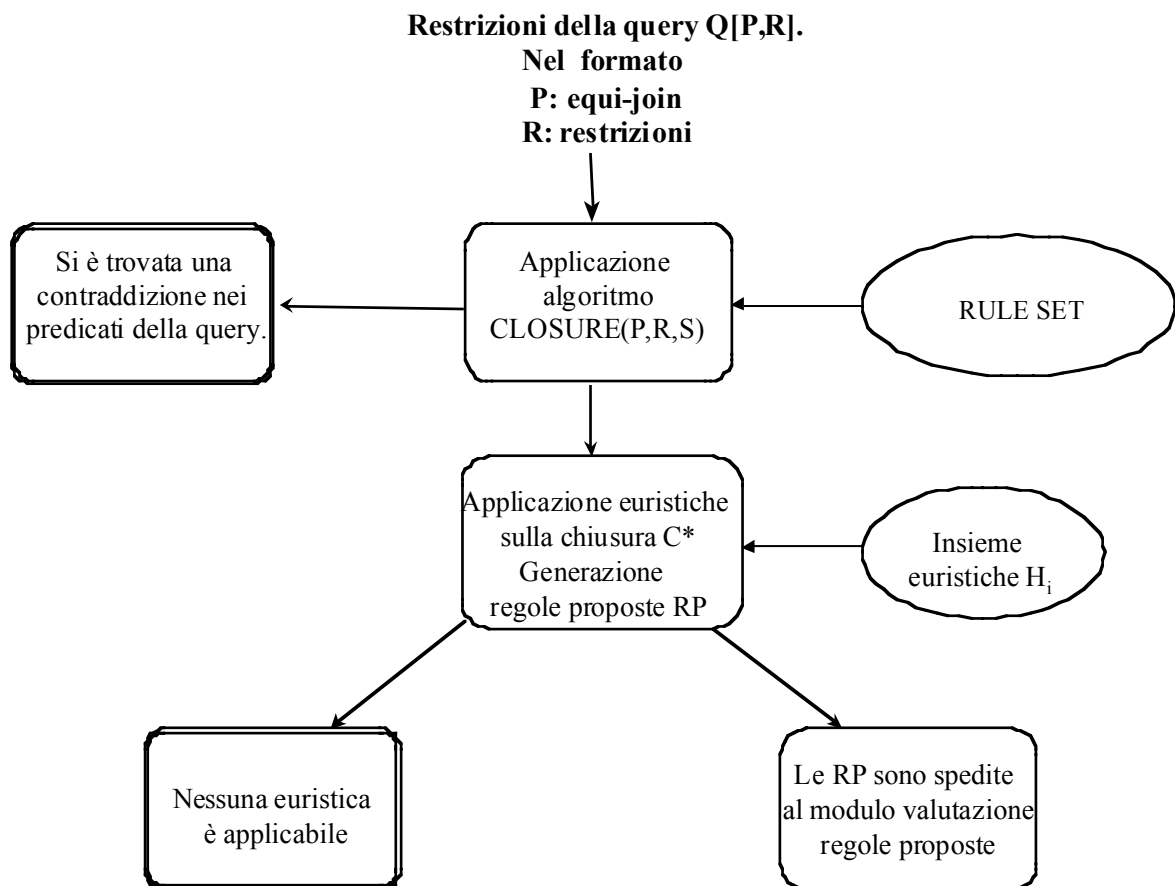 Restrizioni della query Q[P,R].
Nel formato
P: equi-join
R: restrizioni
Si è trovata una
contraddizione nei
predicati della query.
Applicazione
algoritmo
CLOSURE(P,R,S)
RULE SET
Applicazione euristiche
sulla chiusura C*
Generazione
regole proposte RP
Insieme
euristiche Hi
Nessuna euristica
è applicabile
Le RP sono spedite
al modulo valutazione
regole proposte